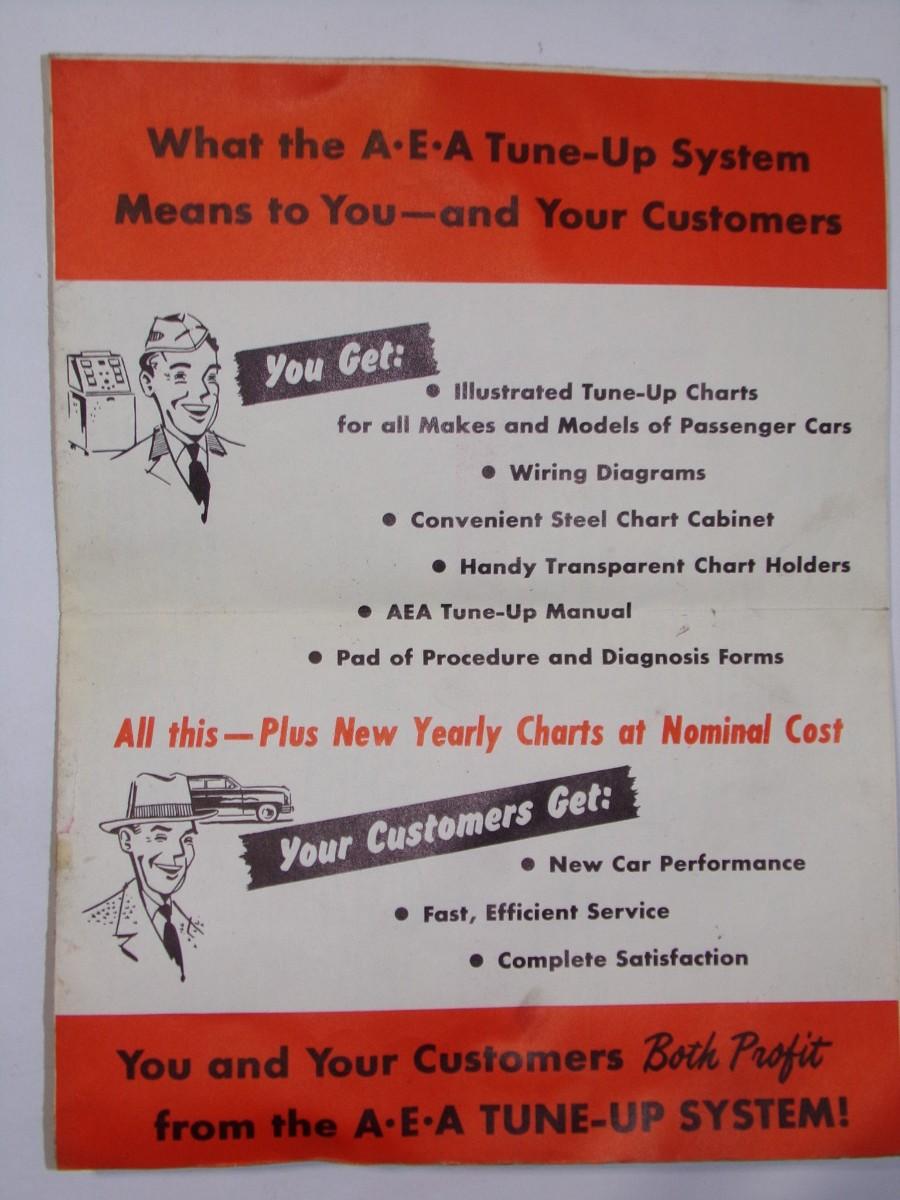 What the A•E•A Tune-Up System
Means to You—and Your Customers
You Get:
• Illustrated Tune-Up Charts
for all Makes and Models of Passenger Cars
• Wiring Diagrams
• Convenient Steel Chart Cabinet
• Handy Transparent Chart Holders
• AEA Tune-Up Manual
• Pad of Procedure and Diagnosis Forms
All this—Plus New Yearly Charts at Nominal Cost
Your Customers Get:
• New Car Performance
• Fast, Efficient Service
• Complete Satisfaction
You and Your Customers Both Profit
from the A•E•A TUNE-UP SYSTEM!